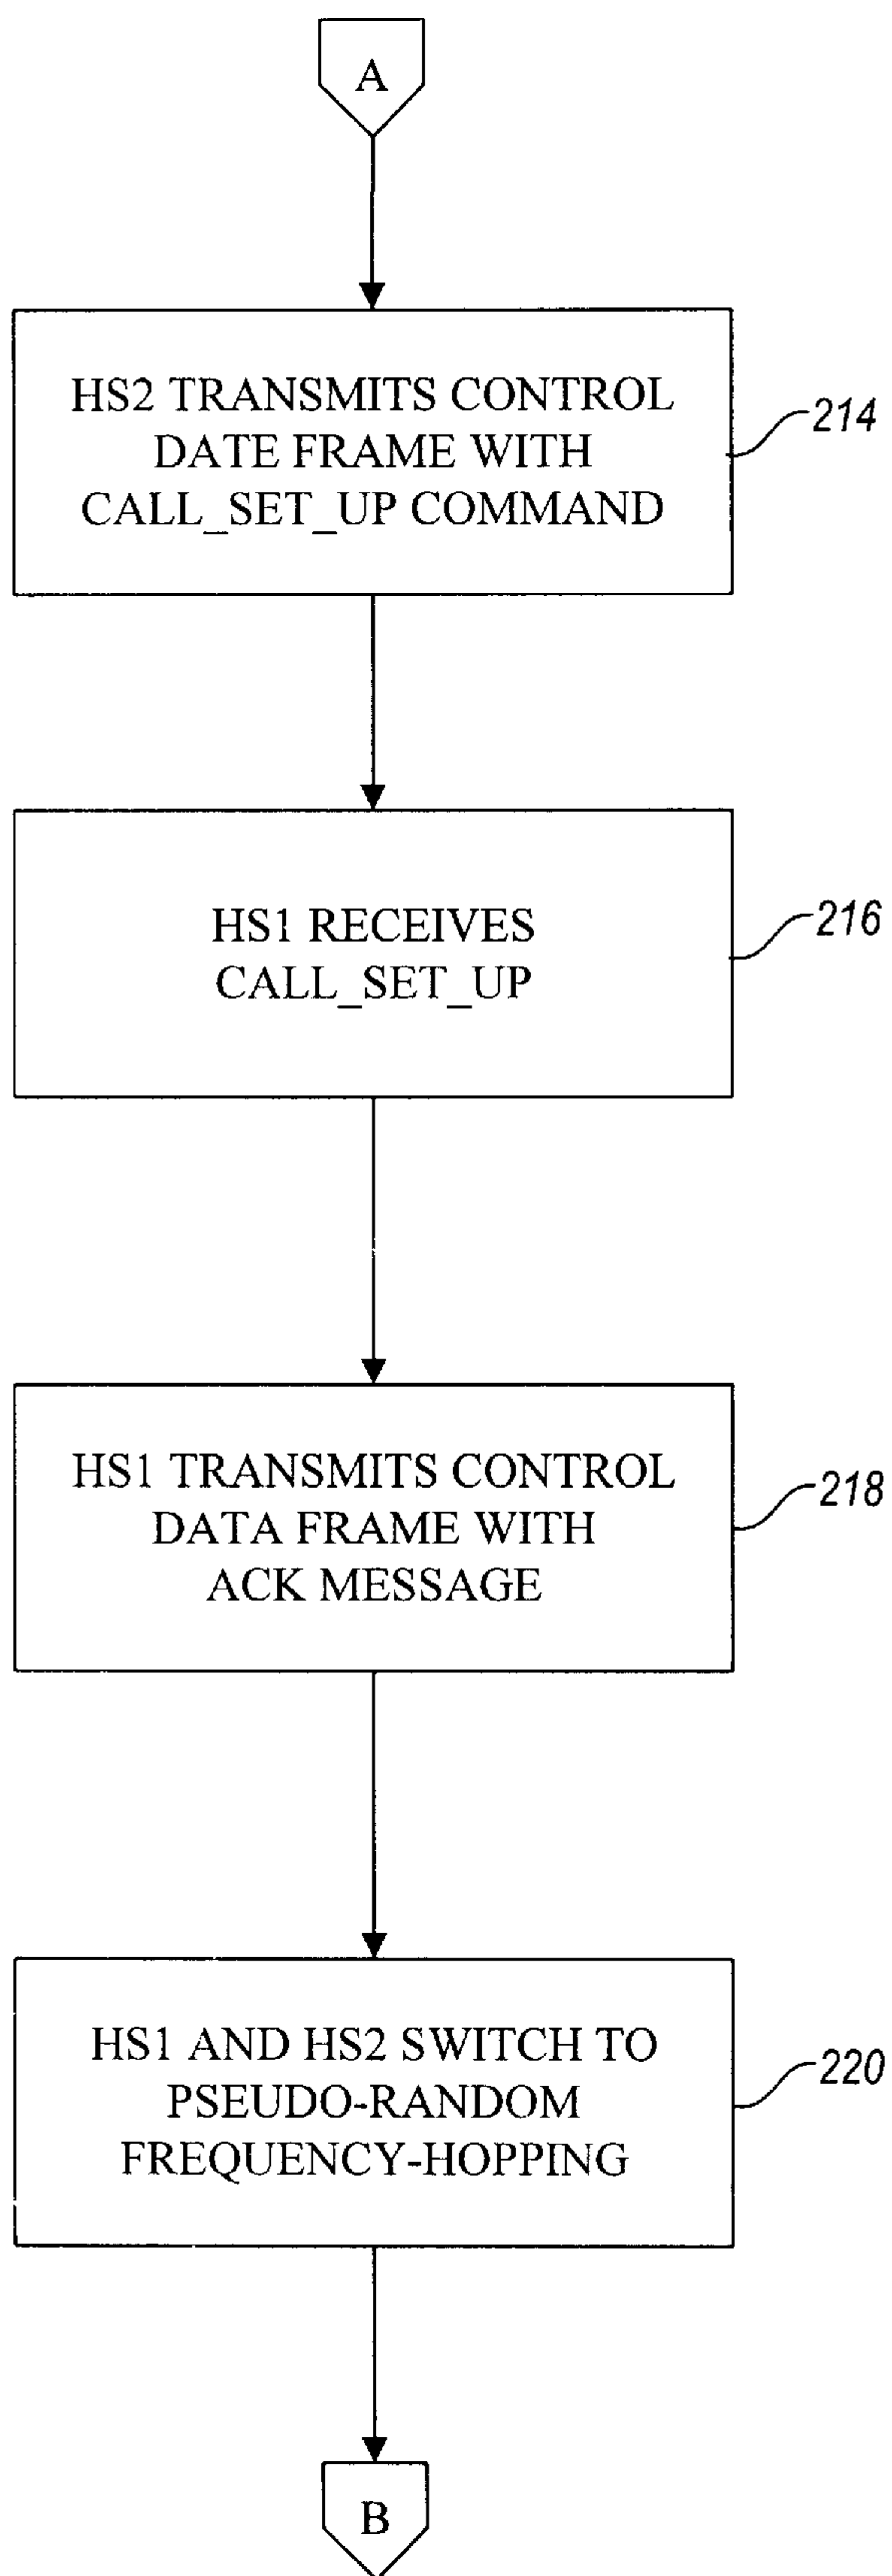 A
HS2 TRANSMITS CONTROL
DATE FRAME WITH
CALL_SET_UP COMMAND
214
HS1 RECEIVES
CALL_SET_UP
216
HS1 TRANSMITS CONTROL
DATA FRAME WITH
ACK MESSAGE
218
HS1 AND HS2 SWITCH TO
PSEUDO-RANDOM
FREQUENCY-HOPPING
220
B